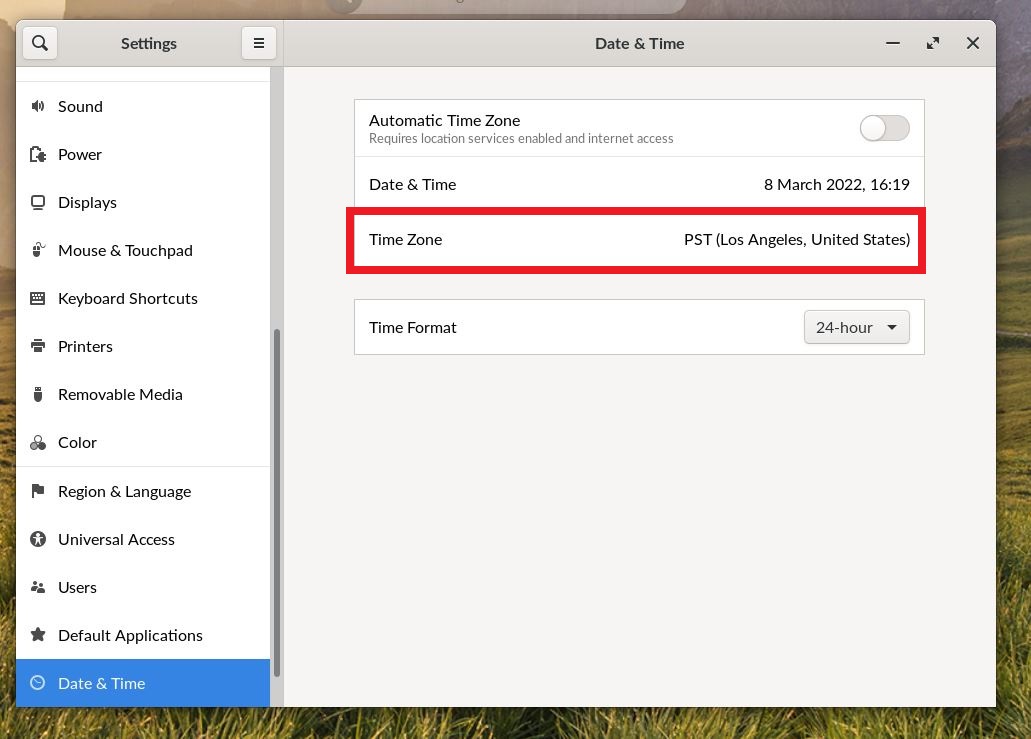 Settings
Date & Time
Sound
Power
Displays
Mouse & Touchpad
Keyboard Shortcuts
Printers
Removable Media
Color
Region & Language
Universal Access
Users
Default Applications
Date & Time
Automatic Time Zone
Requires location services enabled and internet access
Date & Time 8 March 2022, 16:19
Time Zone PST (Los Angeles, United States)
Time Format 24-hour